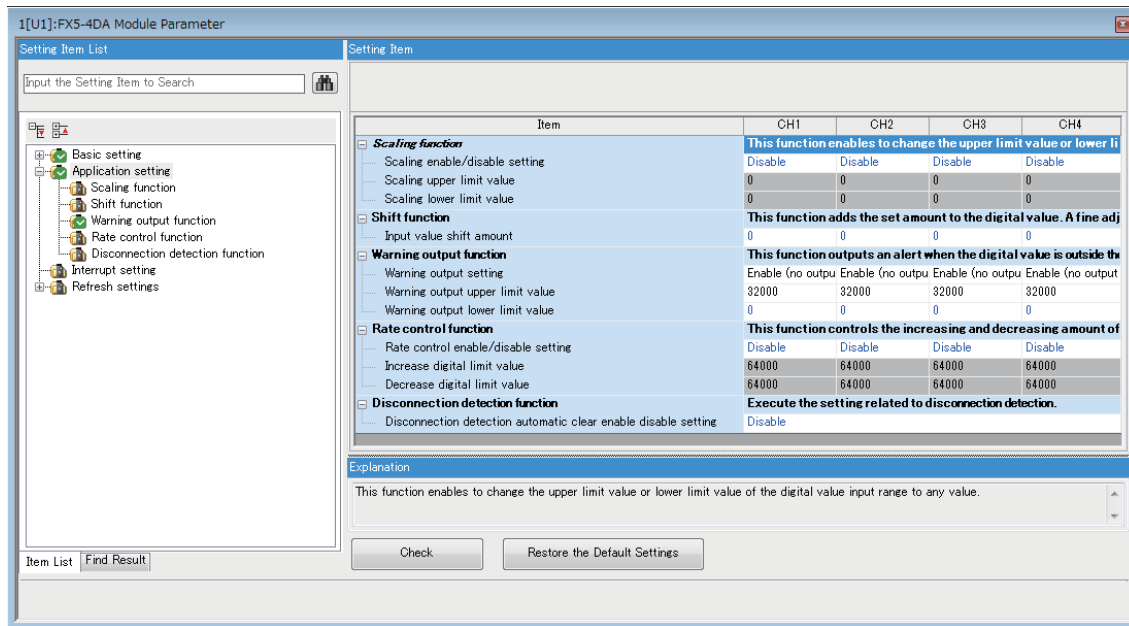 1[U1]:FX5-4DA Module Parameter
Setting Item List
Input the Setting Item to Search
Basic setting
Application setting
Scaling function
Shift function
Warning output function
Rate control function
Disconnection detection function
Interrupt setting
Refresh settings
Item List Find Result
Setting Item
Item CH1 CH2 CH3 CH4
Scaling function This function enables to change the upper limit value or lower li
Scaling enable/disable setting Disable Disable Disable Disable
Scaling upper limit value 0 0 0 0
Scaling lower limit value 0 0 0 0
Shift function This function adds the set amount to the digital value. A fine adj
Input value shift amount 0 0 0 0
Warning output function This function outputs an alert when the digital value is outside the
Warning output setting Enable (no outpu Enable (no outpu Enable (no outpu Enable (no output
Warning output upper limit value 32000 32000 32000 32000
Warning output lower limit value 0 0 0 0
Rate control function This function controls the increasing and decreasing amount of
Rate control enable/disable setting Disable Disable Disable Disable
Increase digital limit value 64000 64000 64000 64000
Decrease digital limit value 64000 64000 64000 64000
Disconnection detection function Execute the setting related to disconnection detection.
Disconnection detection automatic clear enable disable setting Disable
Explanation
This function enables to change the upper limit value or lower limit value of the digital value input range to any value.
Check Restore the Default Settings